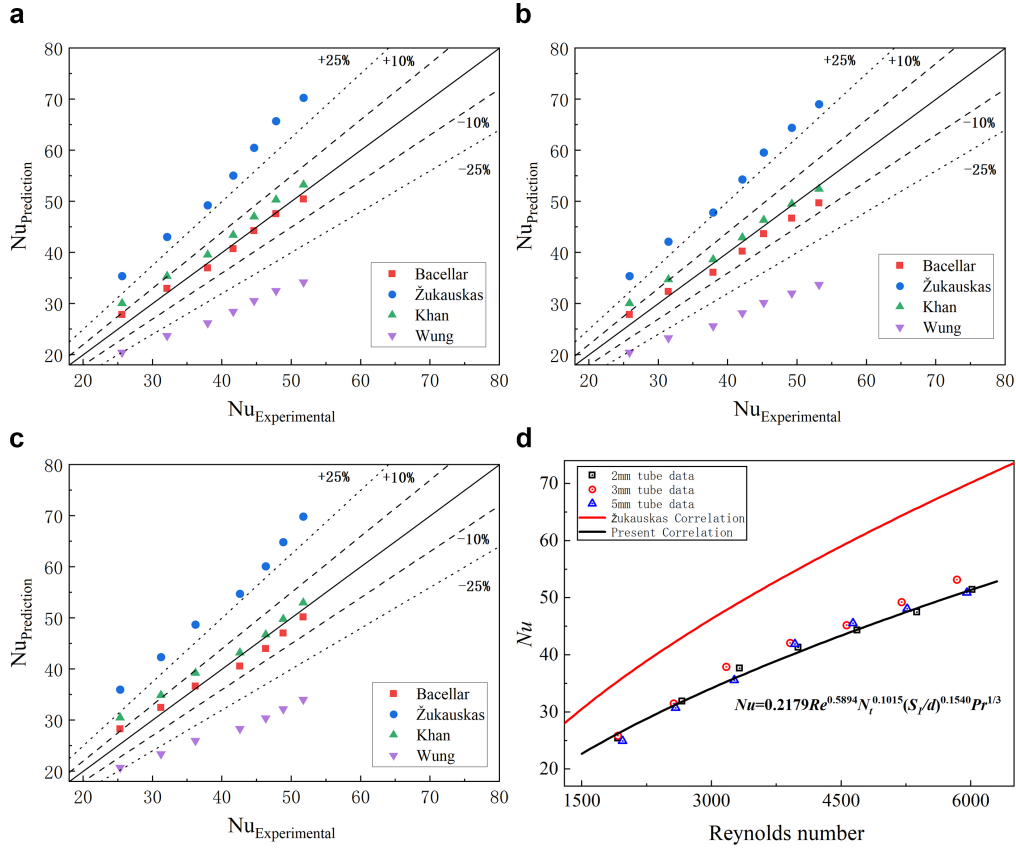 a
80
70
60
50
40
30
20
Nu_Prediction
+25%
+10%
−10%
−25%
Bacellar
Žukauskas
Khan
Wung
20 30 40 50 60 70 80
Nu_Experimental
b
80
70
60
50
40
30
20
Nu_Prediction
+25%
+10%
−10%
−25%
Bacellar
Žukauskas
Khan
Wung
20 30 40 50 60 70 80
Nu_Experimental
c
80
70
60
50
40
30
20
Nu_Prediction
+25%
+10%
−10%
−25%
Bacellar
Žukauskas
Khan
Wung
20 30 40 50 60 70 80
Nu_Experimental
d
70
60
50
40
30
20
Nu
2mm tube data
3mm tube data
5mm tube data
Žukauskas Correlation
Present Correlation
Nu=0.2179Re^0.5894 N_t^0.1015 (S_l/d)^0.1540 Pr^1/3
1500 3000 4500 6000
Reynolds number